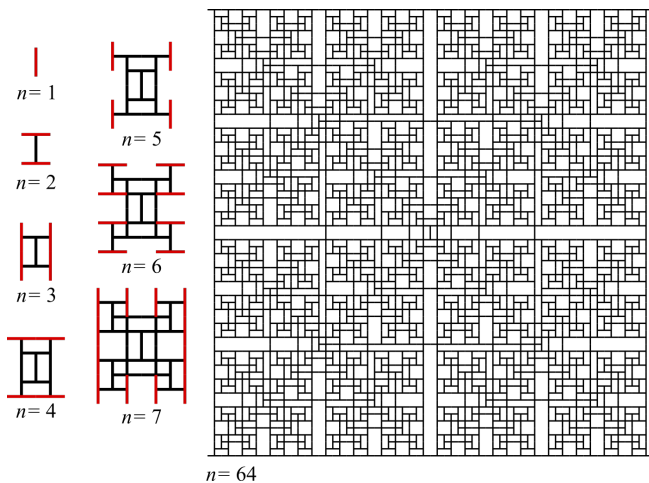 n= 1
n= 2
n= 3
n= 4
n= 5
n= 6
n= 7
n= 64